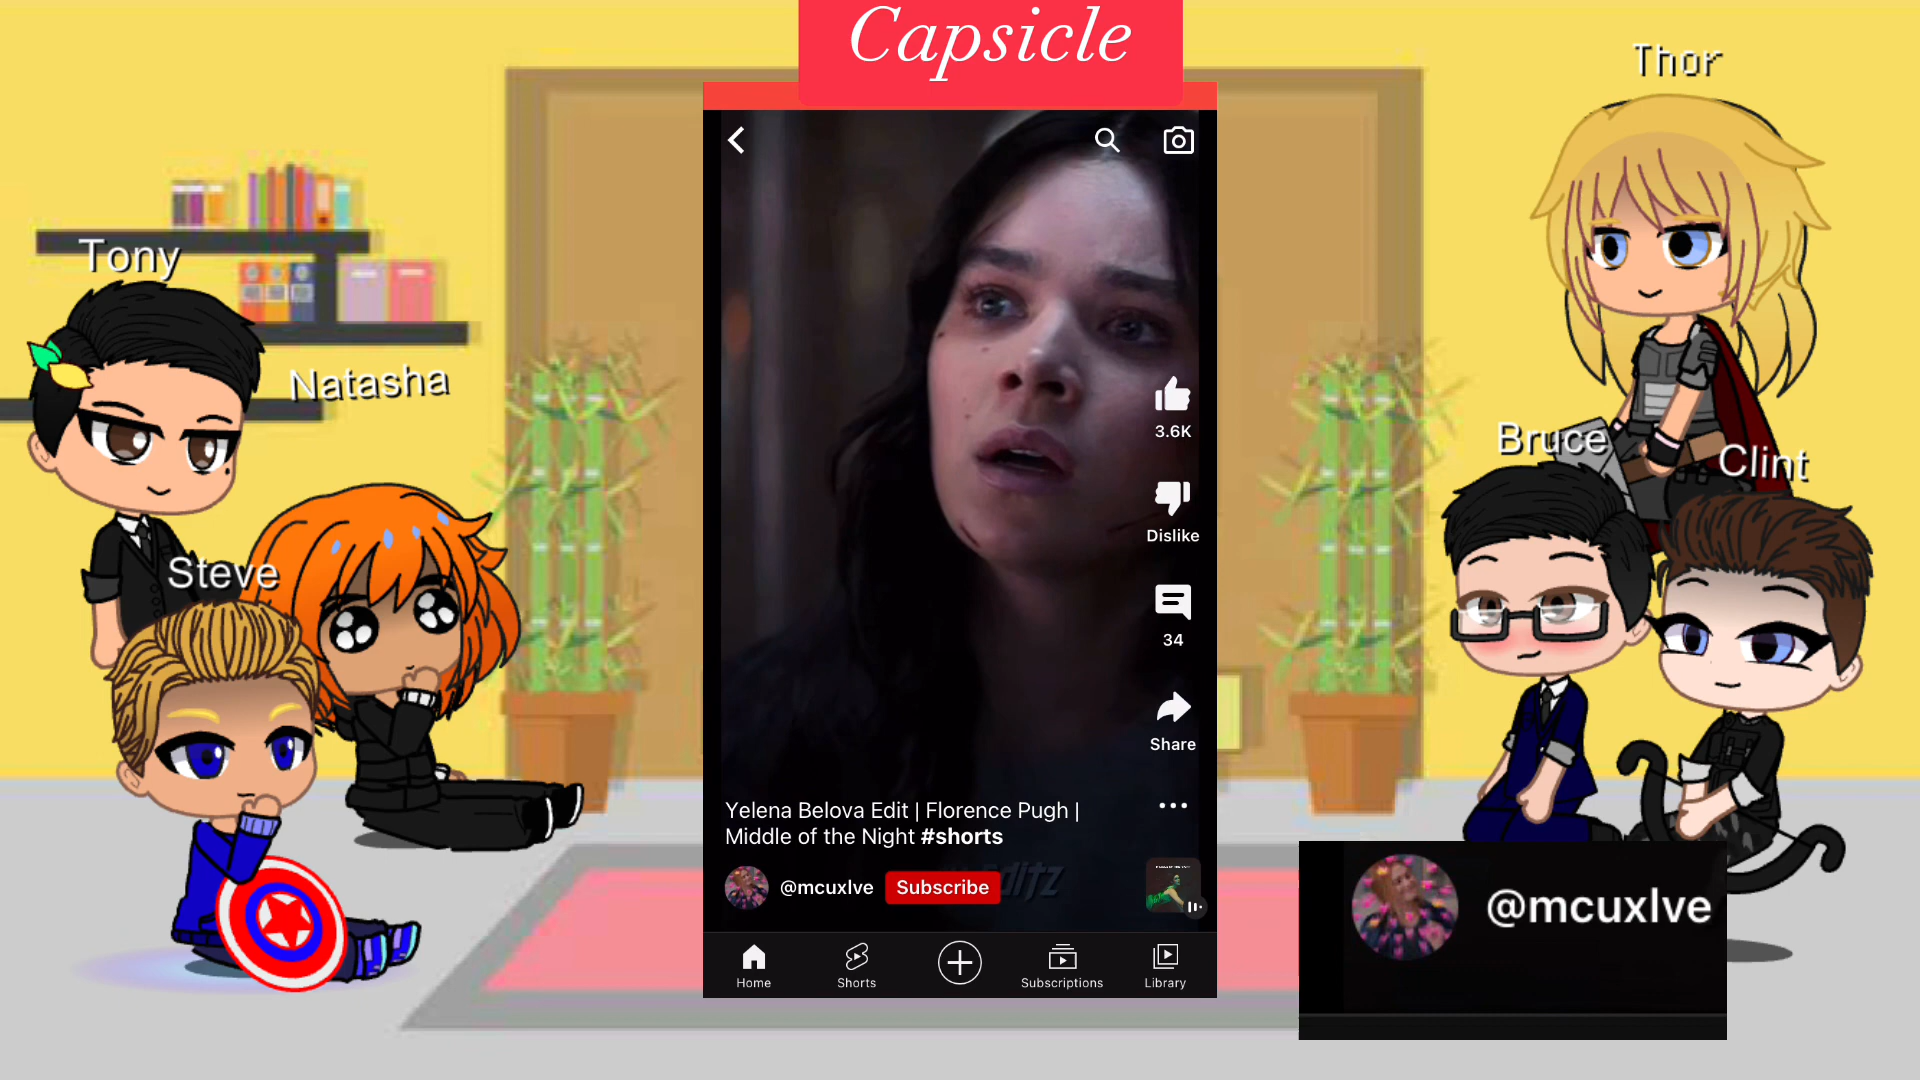 Capsicle
Thor
Tony
Natasha
Bruce
Clint
Steve
3.6K
Dislike
34
Share
Yelena Belova Edit | Florence Pugh |
Middle of the Night #shorts
@mcuxlve
Subscribe
Home
Shorts
Subscriptions
Library
@mcuxlve